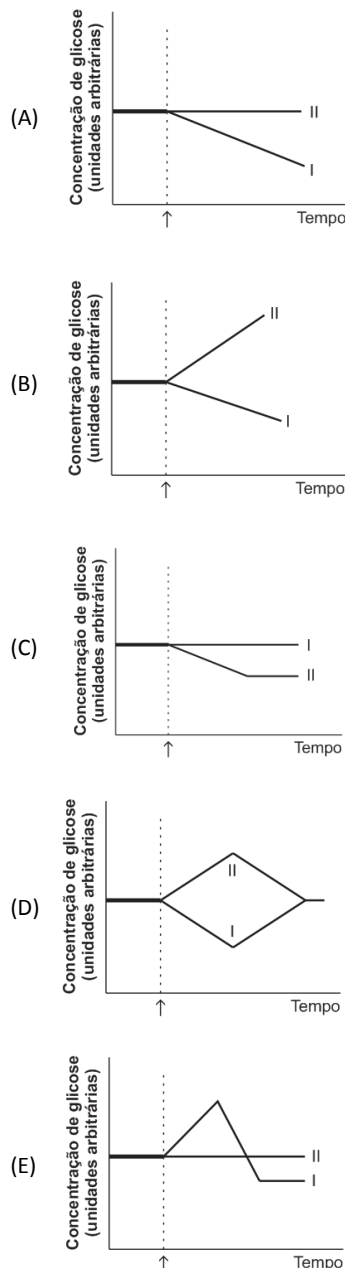 Concentração de glicose
(unidades arbitrárias)
(A)
II
I
↑
Tempo
Concentração de glicose
(unidades arbitrárias)
(B)
II
I
↑
Tempo
Concentração de glicose
(unidades arbitrárias)
(C)
I
II
↑
Tempo
Concentração de glicose
(unidades arbitrárias)
(D)
II
I
↑
Tempo
Concentração de glicose
(unidades arbitrárias)
(E)
II
I
↑
Tempo